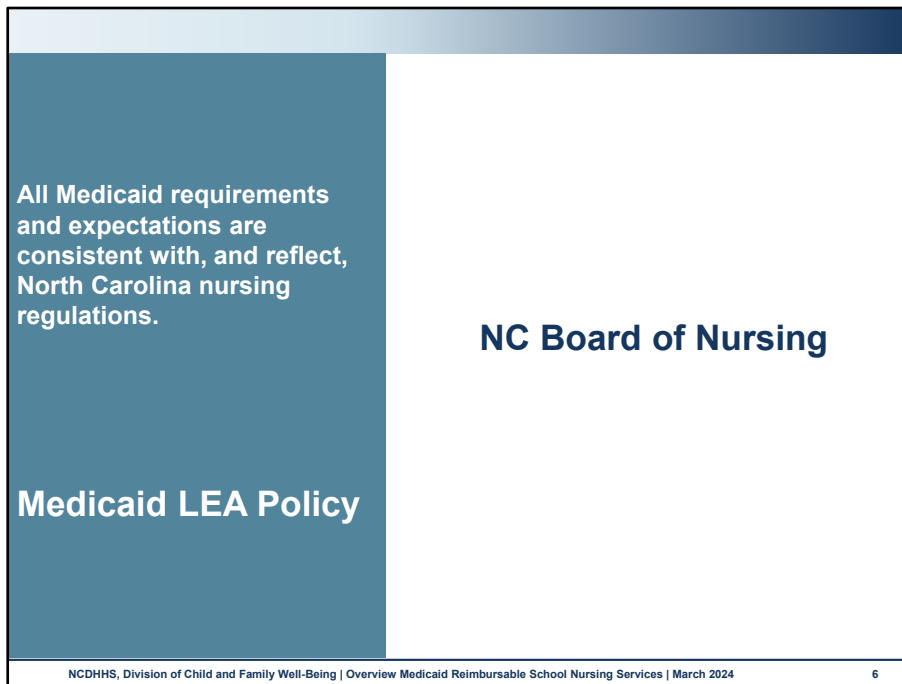 All Medicaid requirements
and expectations are
consistent with, and reflect,
North Carolina nursing
regulations.
Medicaid LEA Policy
NC Board of Nursing
NCDHHS, Division of Child and Family Well-Being | Overview Medicaid Reimbursable School Nursing Services | March 2024 6